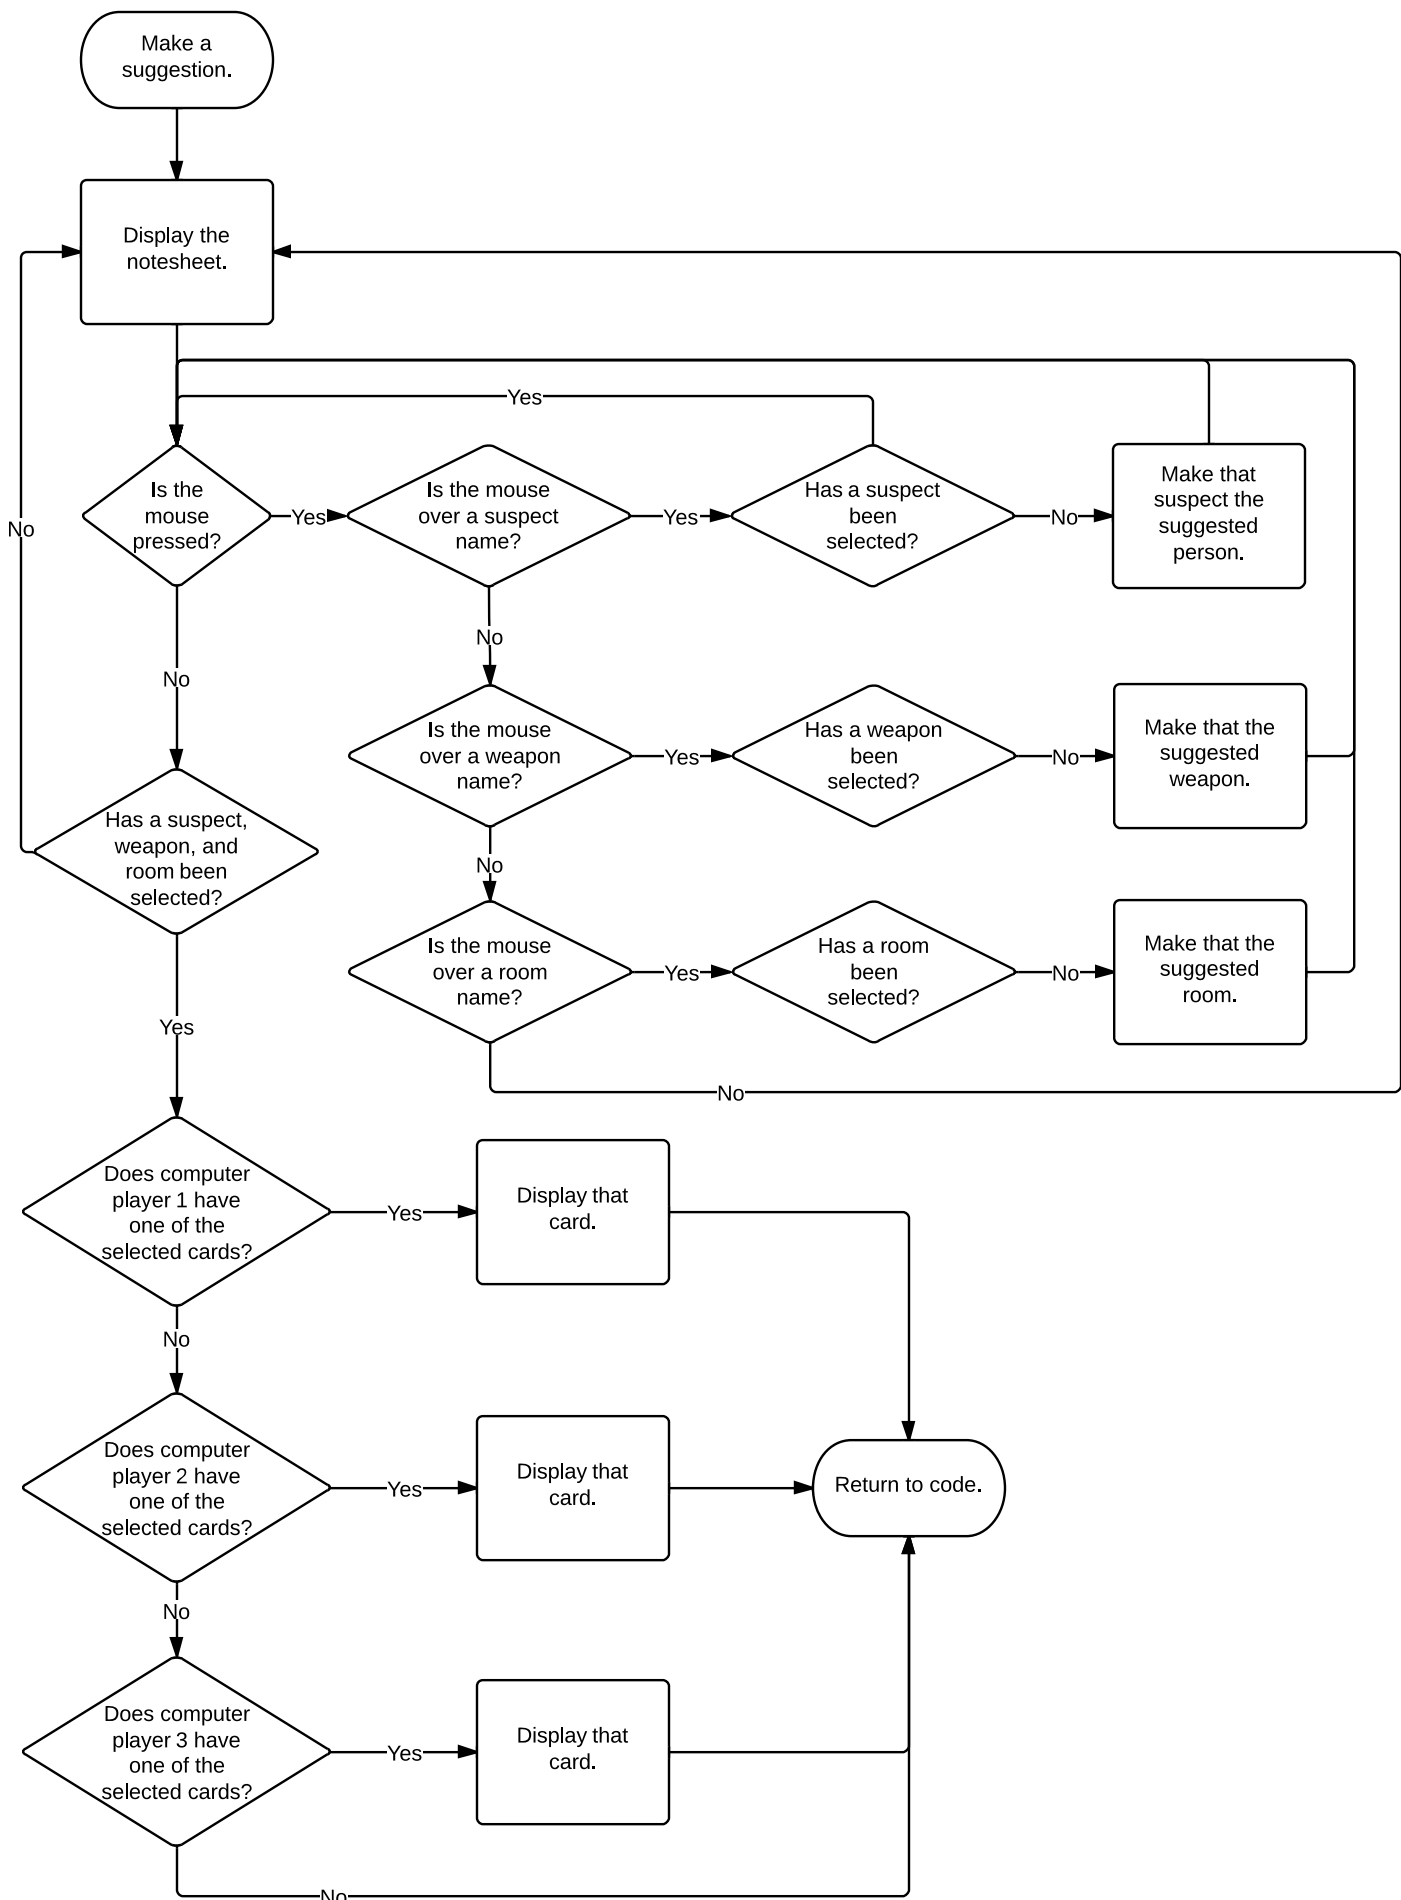 Make a
suggestion.
Display the
notesheet.
Yes
Is the
mouse
pressed?
Yes
Is the mouse
over a suspect
name?
Yes
Has a suspect
been
selected?
No
Make that
suspect the
suggested
person.
No
No
No
Is the mouse
over a weapon
name?
Yes
Has a weapon
been
selected?
No
Make that the
suggested
weapon.
Has a suspect,
weapon, and
room been
selected?
No
Is the mouse
over a room
name?
Yes
Has a room
been
selected?
No
Make that the
suggested
room.
Yes
No
Does computer
player 1 have
one of the
selected cards?
Yes
Display that
card.
No
Does computer
player 2 have
one of the
selected cards?
Yes
Display that
card.
Return to code.
No
Does computer
player 3 have
one of the
selected cards?
Yes
Display that
card.
No